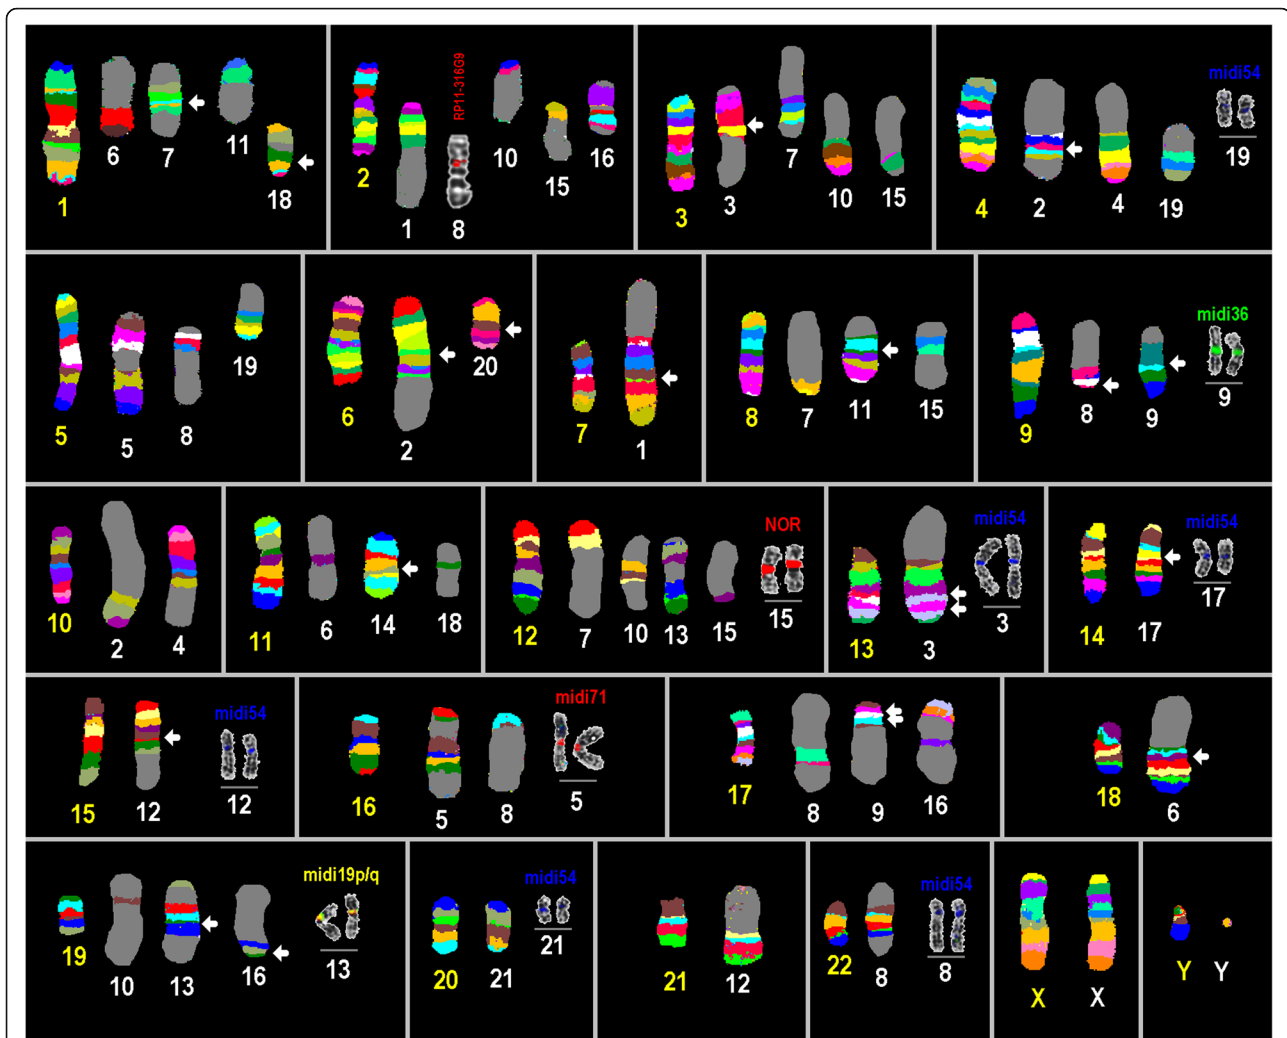 1 6 7 11 18
2 1 RP11-316G9 8 10 15 16
3 3 7 10 15
4 2 4 19 midi54 19
5 5 8 19
6 2 20
7 1
8 7 11 15
9 8 9 midi36 9
10 2 4
11 6 14 18
12 7 10 13 15 NOR 15
13 3 midi54 3
14 17 midi54 17
15 12 midi54 12
16 5 8 midi71 5
17 8 9 16
18 6
19 10 13 16 midi19p/q 13
20 21 midi54 21
21 12
22 8 midi54 8
X X
Y Y